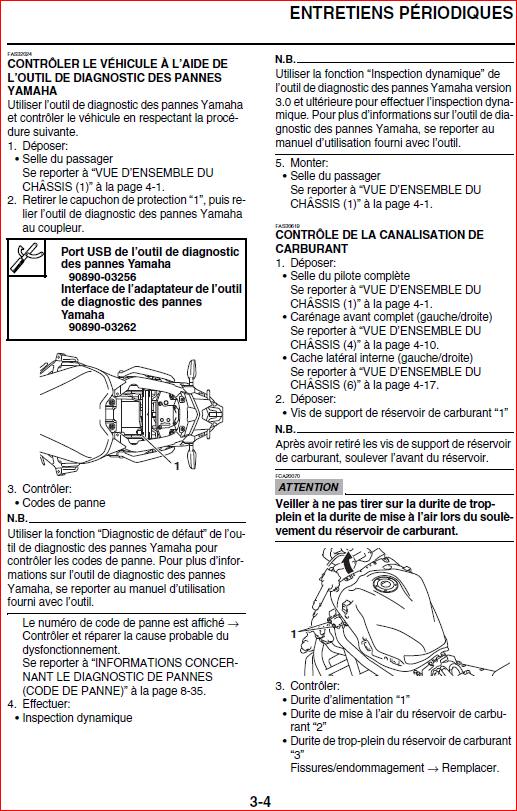 ENTRETIENS PÉRIODIQUES
FAS32024
CONTRÔLER LE VÉHICULE À L'AIDE DE
L'OUTIL DE DIAGNOSTIC DES PANNES
YAMAHA
Utiliser l'outil de diagnostic des pannes Yamaha
et contrôler le véhicule en respectant la procé-
dure suivante.
1. Déposer:
• Selle du passager
Se reporter à “VUE D'ENSEMBLE DU
CHÂSSIS (1)” à la page 4-1.
2. Retirer le capuchon de protection “1”, puis re-
lier l'outil de diagnostic des pannes Yamaha
au coupleur.
Port USB de l'outil de diagnostic
des pannes Yamaha
90890-03256
Interface de l'adaptateur de l'outil
de diagnostic des pannes
Yamaha
90890-03262
1
3. Contrôler:
• Codes de panne
N.B.
Utiliser la fonction “Diagnostic de défaut” de l'ou-
til de diagnostic des pannes Yamaha pour
contrôler les codes de panne. Pour plus d'infor-
mations sur l'outil de diagnostic des pannes
Yamaha, se reporter au manuel d'utilisation
fourni avec l'outil.
Le numéro de code de panne est affiché →
Contrôler et réparer la cause probable du
dysfonctionnement.
Se reporter à “INFORMATIONS CONCER-
NANT LE DIAGNOSTIC DE PANNES
(CODE DE PANNE)” à la page 8-35.
4. Effectuer:
• Inspection dynamique
N.B.
Utiliser la fonction “Inspection dynamique” de
l'outil de diagnostic des pannes Yamaha version
3.0 et ultérieure pour effectuer l'inspection dyna-
mique. Pour plus d'informations sur l'outil de dia-
gnostic des pannes Yamaha, se reporter au
manuel d'utilisation fourni avec l'outil.
5. Monter:
• Selle du passager
Se reporter à “VUE D'ENSEMBLE DU
CHÂSSIS (1)” à la page 4-1.
FAS30619
CONTRÔLE DE LA CANALISATION DE
CARBURANT
1. Déposer:
• Selle du pilote complète
Se reporter à “VUE D'ENSEMBLE DU
CHÂSSIS (1)” à la page 4-1.
• Carénage avant complet (gauche/droite)
Se reporter à “VUE D'ENSEMBLE DU
CHÂSSIS (4)” à la page 4-10.
• Cache latéral interne (gauche/droite)
Se reporter à “VUE D'ENSEMBLE DU
CHÂSSIS (6)” à la page 4-17.
2. Déposer:
• Vis de support de réservoir de carburant “1”
N.B.
Après avoir retiré les vis de support de réservoir
de carburant, soulever l'avant du réservoir.
FCA20070
ATTENTION
Veiller à ne pas tirer sur la durite de trop-
plein et la durite de mise à l'air lors du soulè-
vement du réservoir de carburant.
1
3. Contrôler:
• Durite d'alimentation “1”
• Durite de mise à l'air du réservoir de carbu-
rant “2”
• Durite de trop-plein du réservoir de carburant
“3”
Fissures/endommagement → Remplacer.
3-4